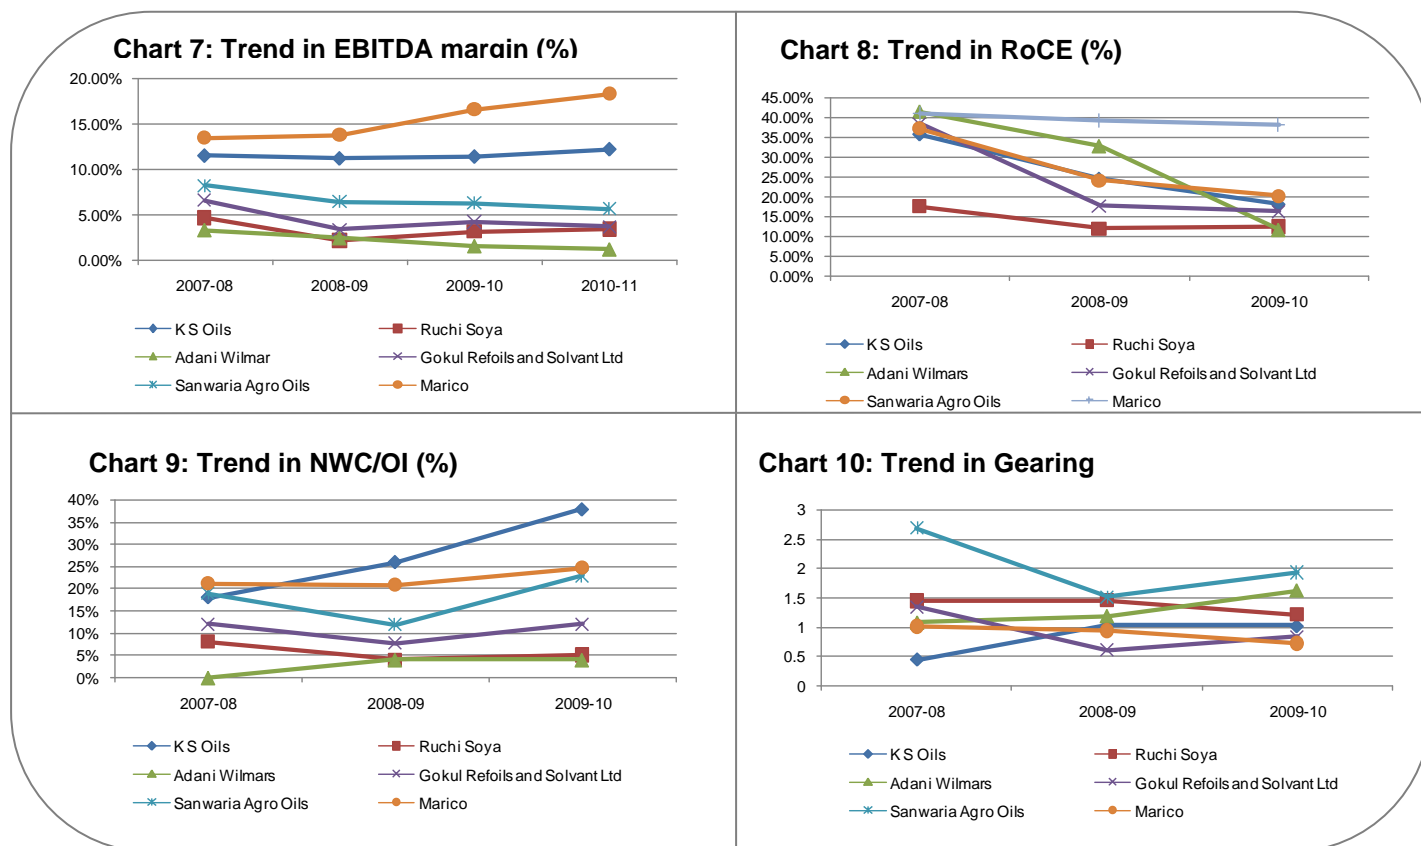 Chart 7: Trend in EBITDA margin (%)
20.00%
15.00%
10.00%
5.00%
0.00%
2007-08 2008-09 2009-10 2010-11
K S Oils Ruchi Soya
Adani Wilmar Gokul Refoils and Solvant Ltd
Sanwaria Agro Oils Marico
Chart 8: Trend in RoCE (%)
45.00%
40.00%
35.00%
30.00%
25.00%
20.00%
15.00%
10.00%
5.00%
0.00%
2007-08 2008-09 2009-10
K S Oils Ruchi Soya
Adani Wilmars Gokul Refoils and Solvant Ltd
Sanwaria Agro Oils Marico
Chart 9: Trend in NWC/OI (%)
40%
35%
30%
25%
20%
15%
10%
5%
0%
2007-08 2008-09 2009-10
K S Oils Ruchi Soya
Adani Wilmars Gokul Refoils and Solvant Ltd
Sanwaria Agro Oils Marico
Chart 10: Trend in Gearing
3
2.5
2
1.5
1
0.5
0
2007-08 2008-09 2009-10
K S Oils Ruchi Soya
Adani Wilmars Gokul Refoils and Solvant Ltd
Sanwaria Agro Oils Marico